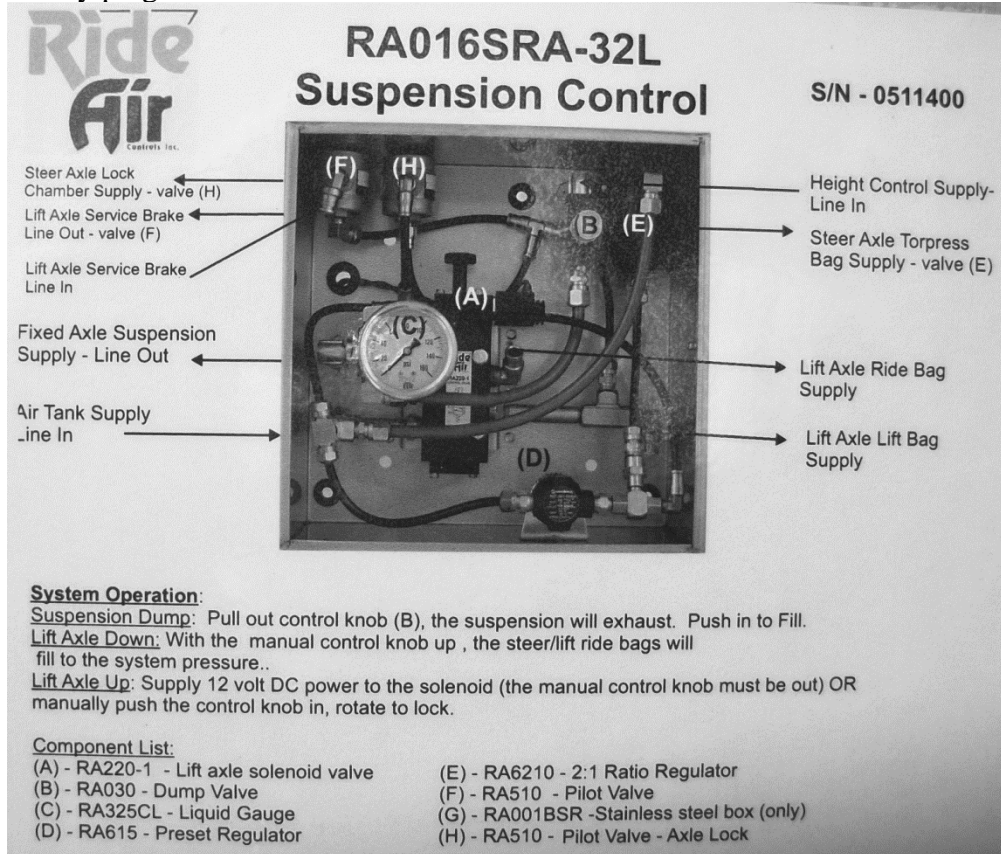 Ride
Air
Controls Inc.
RA016SRA-32L
Suspension Control
S/N - 0511400
Steer Axle Lock
Chamber Supply - valve (H)
Lift Axle Service Brake
Line Out - valve (F)
Lift Axle Service Brake
Line In
Fixed Axle Suspension
Supply - Line Out
Air Tank Supply
Line In
(F)
(H)
(B)
(E)
(A)
(C)
(D)
psi
RA220-1
Height Control Supply-
Line In
Steer Axle Torpress
Bag Supply - valve (E)
Lift Axle Ride Bag
Supply
Lift Axle Lift Bag
Supply
System Operation:
Suspension Dump: Pull out control knob (B), the suspension will exhaust. Push in to Fill.
Lift Axle Down: With the manual control knob up , the steer/lift ride bags will
fill to the system pressure..
Lift Axle Up: Supply 12 volt DC power to the solenoid (the manual control knob must be out) OR
manually push the control knob in, rotate to lock.
Component List:
(A) - RA220-1 - Lift axle solenoid valve
(B) - RA030 - Dump Valve
(C) - RA325CL - Liquid Gauge
(D) - RA615 - Preset Regulator
(E) - RA6210 - 2:1 Ratio Regulator
(F) - RA510 - Pilot Valve
(G) - RA001BSR -Stainless steel box (only)
(H) - RA510 - Pilot Valve - Axle Lock